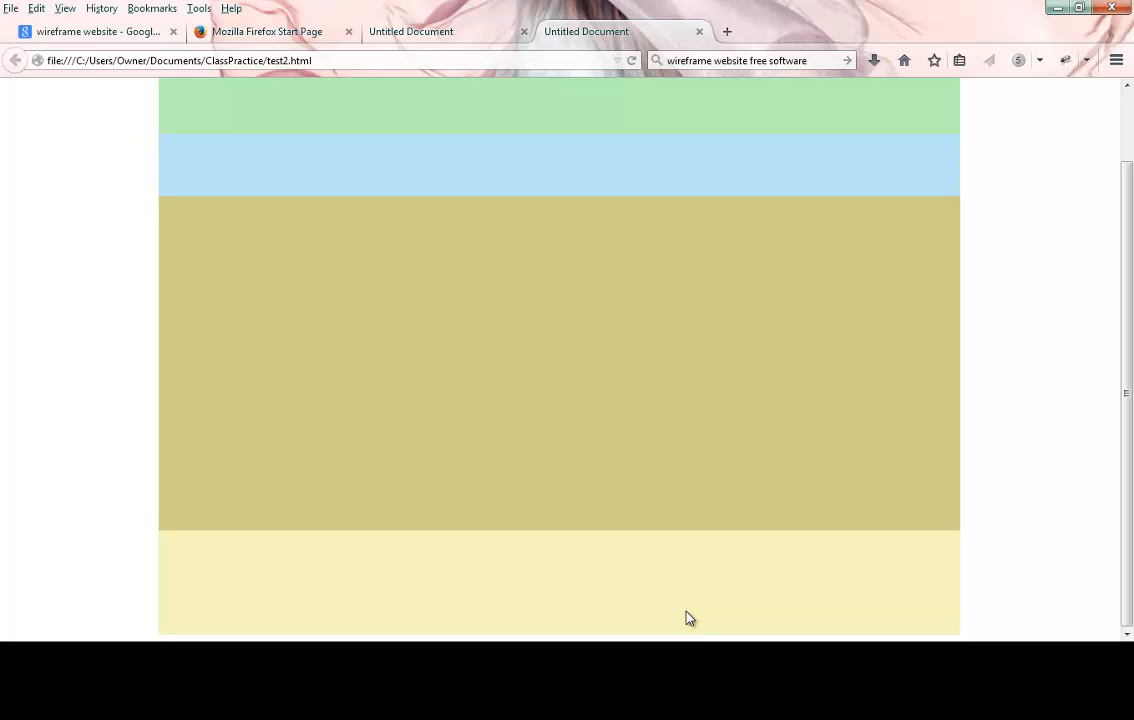 File Edit View History Bookmarks Tools Help
wireframe website - Googl... Mozilla Firefox Start Page Untitled Document Untitled Document
file:///C:/Users/Owner/Documents/ClassPractice/test2.html wireframe website free software